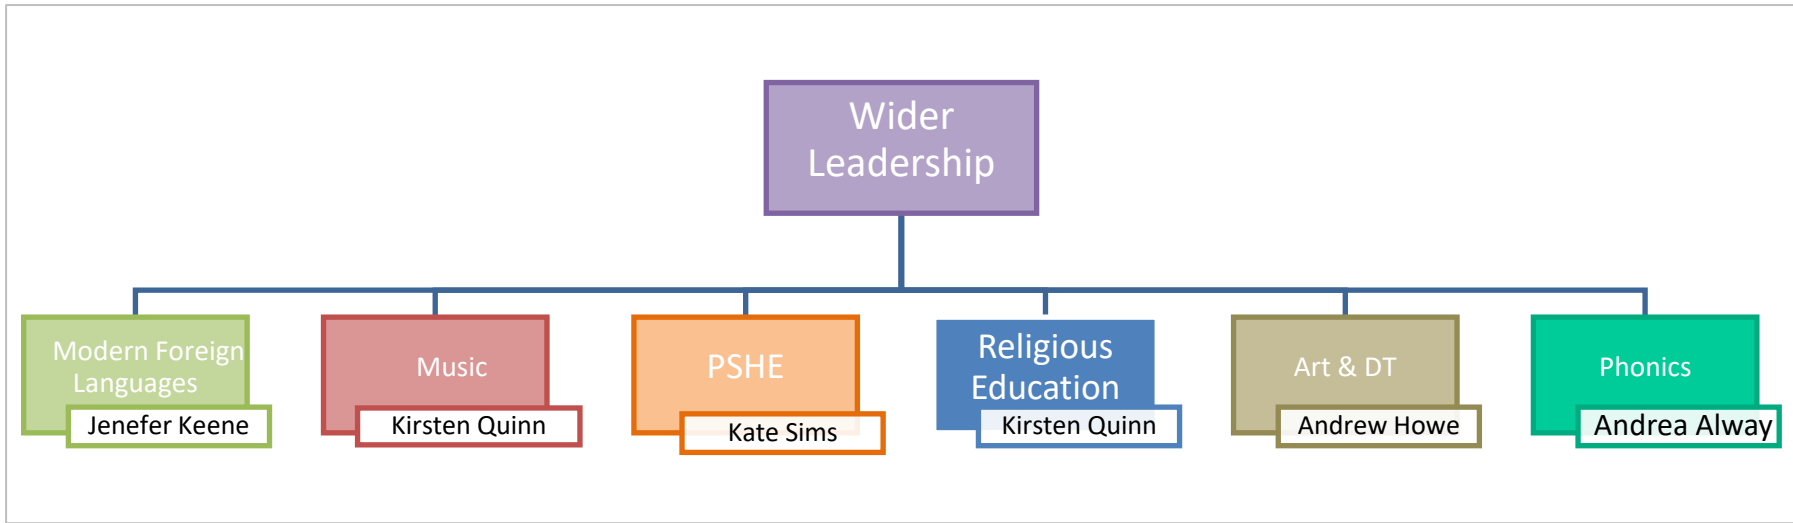 Wider
Leadership
Modern Foreign
Languages
Jenefer Keene
Music
Kirsten Quinn
PSHE
Kate Sims
Religious
Education
Kirsten Quinn
Art & DT
Andrew Howe
Phonics
Andrea Alway